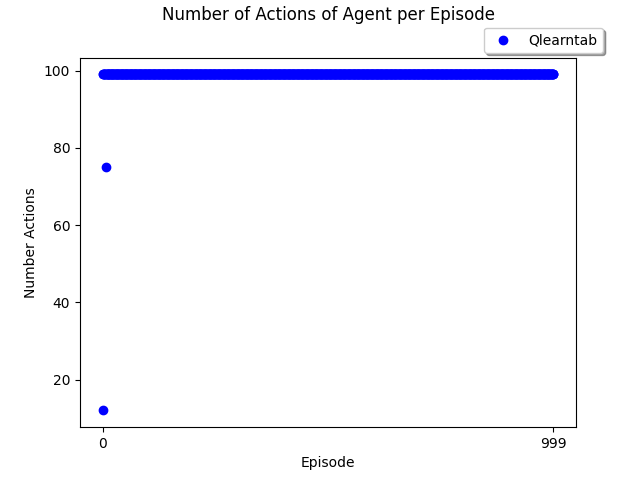 Number of Actions of Agent per Episode
Qlearntab
100
80
60
40
20
Number Actions
0
999
Episode